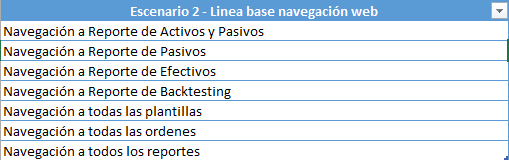 Escenario 2 - Linea base navegación web
Navegación a Reporte de Activos y Pasivos
Navegación a Reporte de Pasivos
Navegación a Reporte de Efectivos
Navegación a Reporte de Backtesting
Navegación a todas las plantillas
Navegación a todas las ordenes
Navegación a todos los reportes